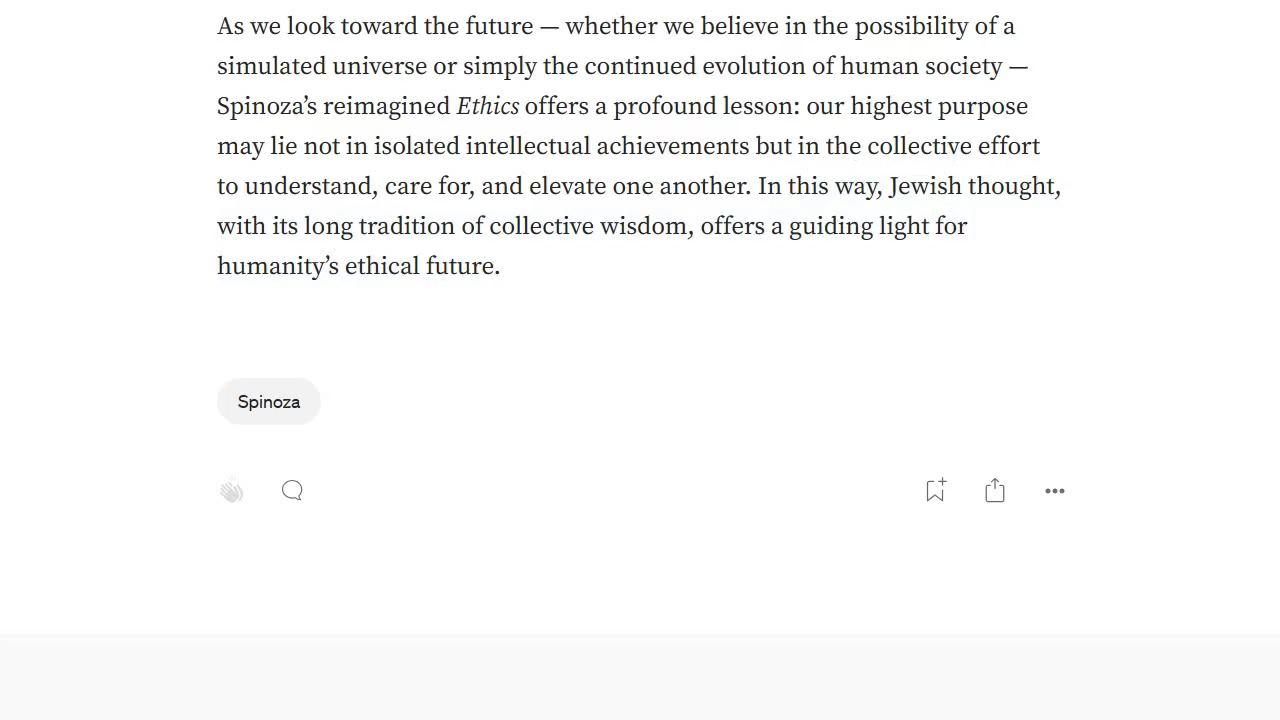 As we look toward the future — whether we believe in the possibility of a
simulated universe or simply the continued evolution of human society —
Spinoza’s reimagined Ethics offers a profound lesson: our highest purpose
may lie not in isolated intellectual achievements but in the collective effort
to understand, care for, and elevate one another. In this way, Jewish thought,
with its long tradition of collective wisdom, offers a guiding light for
humanity’s ethical future.
Spinoza